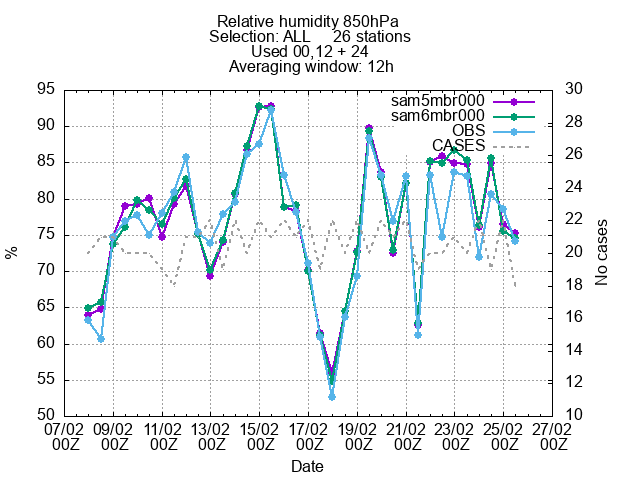 Relative humidity 850hPa
Selection: ALL 26 stations
Used 00,12 + 24
Averaging window: 12h
sam5mbr000
sam6mbr000
OBS
CASES
95
90
85
80
75
70
65
60
55
50
%
30
28
26
24
22
20
18
16
14
12
10
No cases
07/02 09/02 11/02 13/02 15/02 17/02 19/02 21/02 23/02 25/02 27/02
00Z 00Z 00Z 00Z 00Z 00Z 00Z 00Z 00Z 00Z 00Z
Date